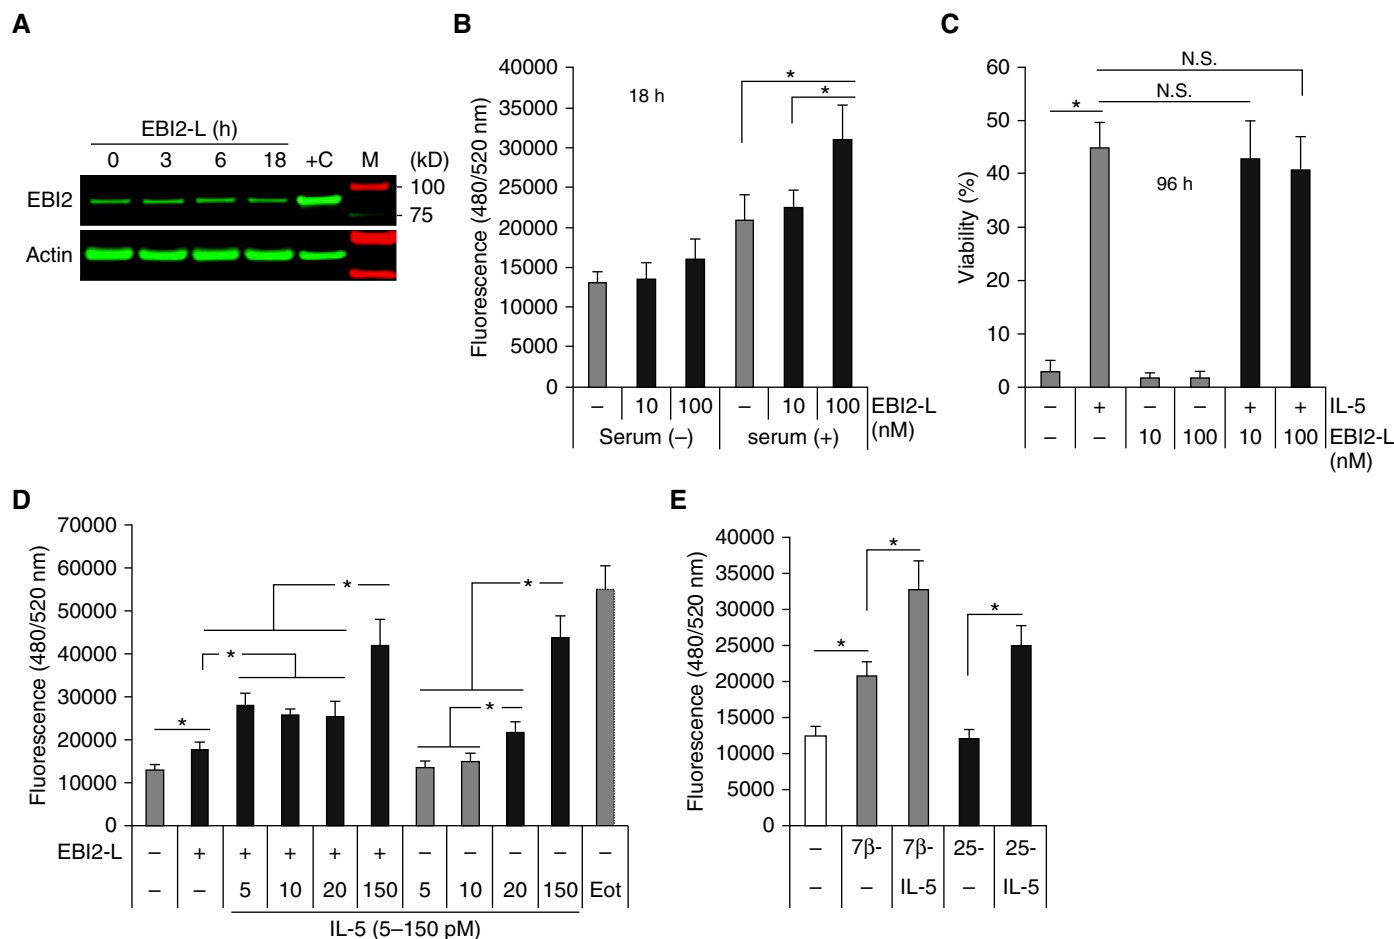 A
EBI2-L (h)
0 3 6 18 +C M (kD)
EBI2
100
75
Actin
B
Fluorescence (480/520 nm)
40000
35000
30000
25000
20000
15000
10000
5000
0
18 h
*
*
– 10 100 – 10 100 EBI2-L
Serum (–) serum (+) (nM)
C
Viability (%)
60
50
40
30
20
10
0
N.S.
N.S.
*
96 h
– + – – + + IL-5
– – 10 100 10 100 EBI2-L
(nM)
D
Fluorescence (480/520 nm)
70000
60000
50000
40000
30000
20000
10000
0
* *
* *
*
EBI2-L – + + + + + – – – – –
– – 5 10 20 150 5 10 20 150 Eot
IL-5 (5–150 pM)
E
Fluorescence (480/520 nm)
40000
35000
30000
25000
20000
15000
10000
5000
0
*
*
*
– 7β- 7β- 25- 25-
– – IL-5 – IL-5